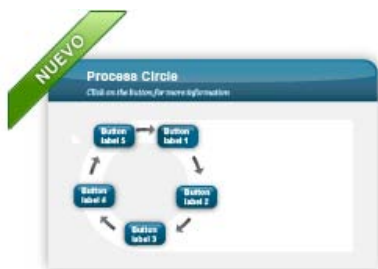 NUEVO
Process Circle
Click on the button for more information
Button
label 5
Button
label 1
Button
label 4
Button
label 2
Button
label 3